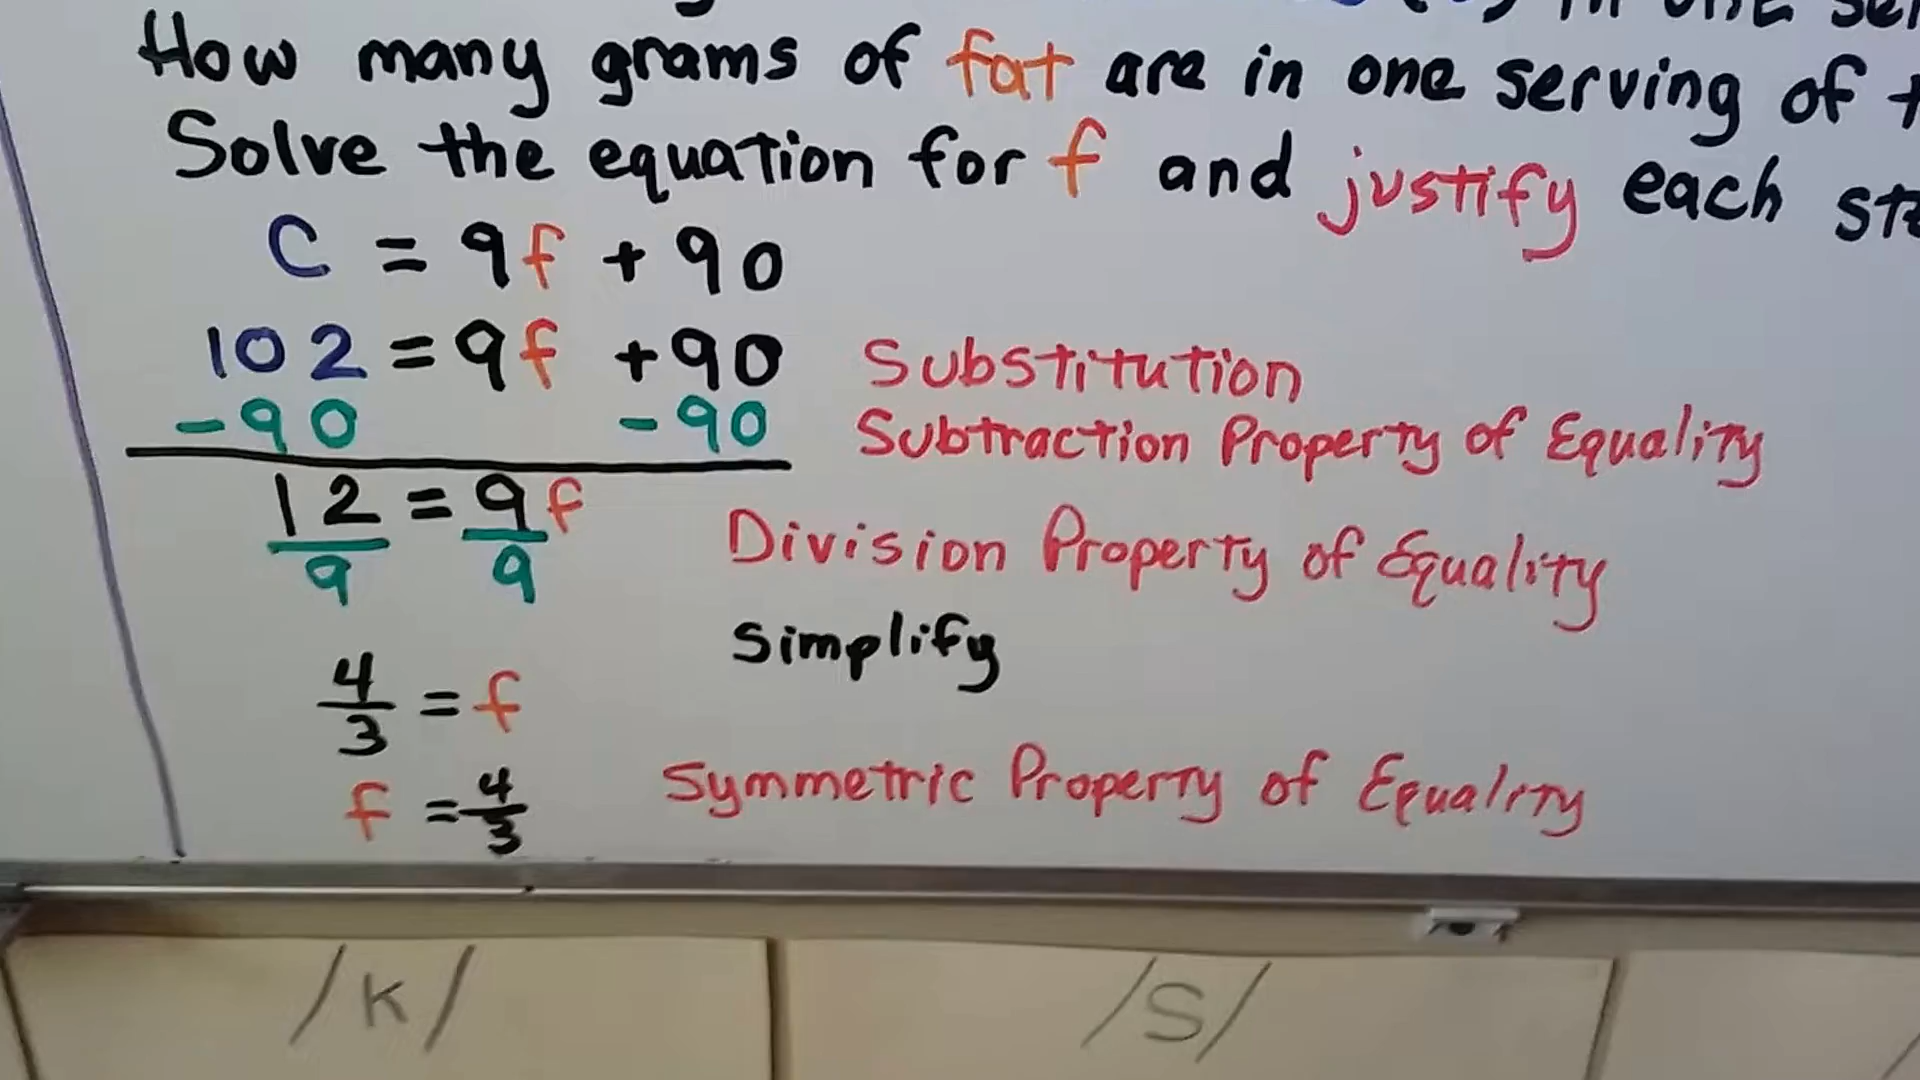 How many grams of fat are in one serving of
Solve the equation for f and justify each
C = 9f + 90
102 = 9f + 90 Substitution
-90 -90 Subtraction Property of Equality
12/9 = 9f/9 Division Property of Equality
Simplify
4/3 = f
f = 4/3 Symmetric Property of Equality
/K/ /S/